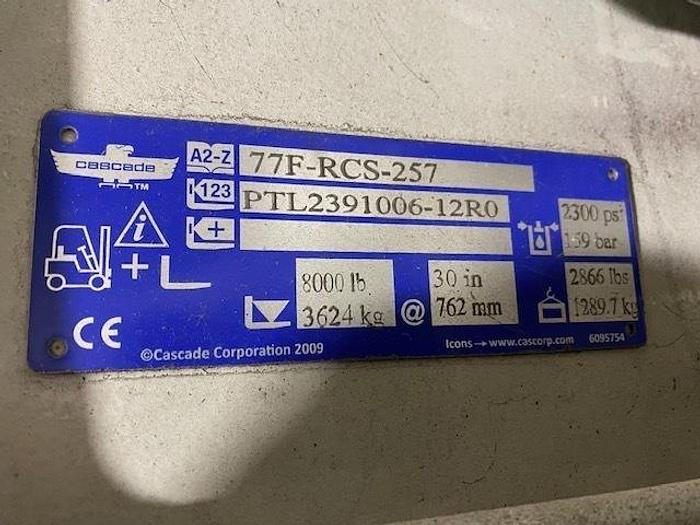 cascade
TM
A2-Z
77F-RCS-257
123
PTL2391006-12R0
2300 psi
159 bar
8000 lb
3624 kg
@
30 in
762 mm
2866 lbs
1289.7 kg
CE
©Cascade Corporation 2009
Icons→www.cascorp.com
6095754